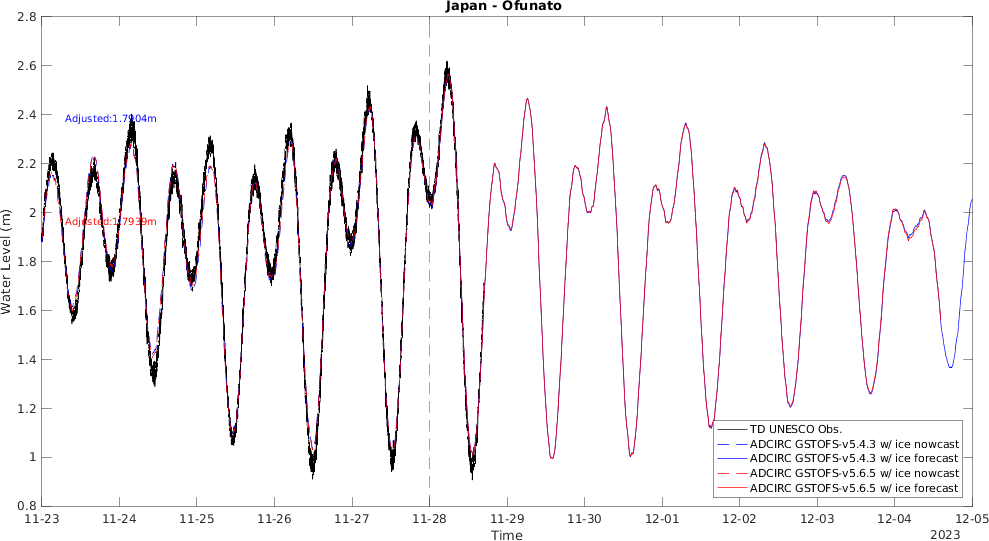 Japan - Ofunato
2.8
2.6
2.4
2.2
2
1.8
1.6
1.4
1.2
1
0.8
Water Level (m)
Adjusted:1.7904m
Adjusted:1.7939m
TD UNESCO Obs.
ADCIRC GSTOFS-v5.4.3 w/ ice nowcast
ADCIRC GSTOFS-v5.4.3 w/ ice forecast
ADCIRC GSTOFS-v5.6.5 w/ ice nowcast
ADCIRC GSTOFS-v5.6.5 w/ ice forecast
11-23 11-24 11-25 11-26 11-27 11-28 11-29 11-30 12-01 12-02 12-03 12-04 12-05
Time
2023